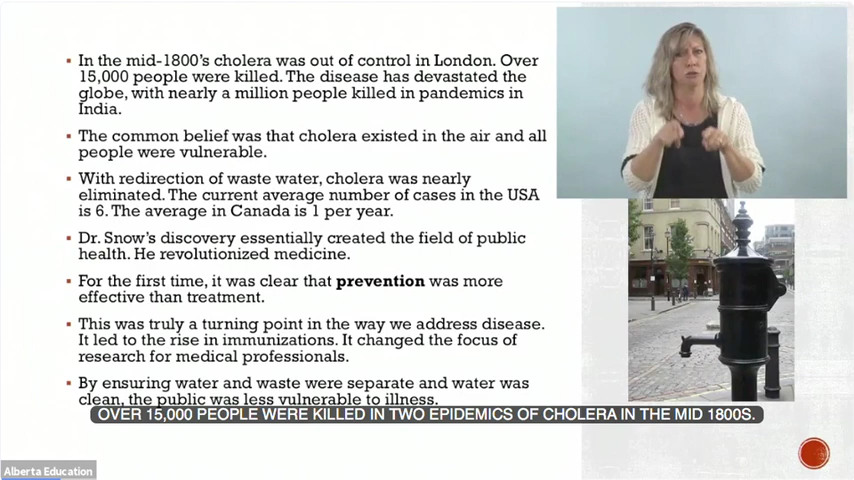 In the mid-1800's cholera was out of control in London. Over
15,000 people were killed. The disease has devastated the
globe, with nearly a million people killed in pandemics in
India.
The common belief was that cholera existed in the air and all
people were vulnerable.
With redirection of waste water, cholera was nearly
eliminated. The current average number of cases in the USA
is 6. The average in Canada is 1 per year.
Dr. Snow's discovery essentially created the field of public
health. He revolutionized medicine.
For the first time, it was clear that prevention was more
effective than treatment.
This was truly a turning point in the way we address disease.
It led to the rise in immunizations. It changed the focus of
research for medical professionals.
By ensuring water and waste were separate and water was
clean, the public was less vulnerable to illness.
OVER 15,000 PEOPLE WERE KILLED IN TWO EPIDEMICS OF CHOLERA IN THE MID 1800S.
Alberta Education